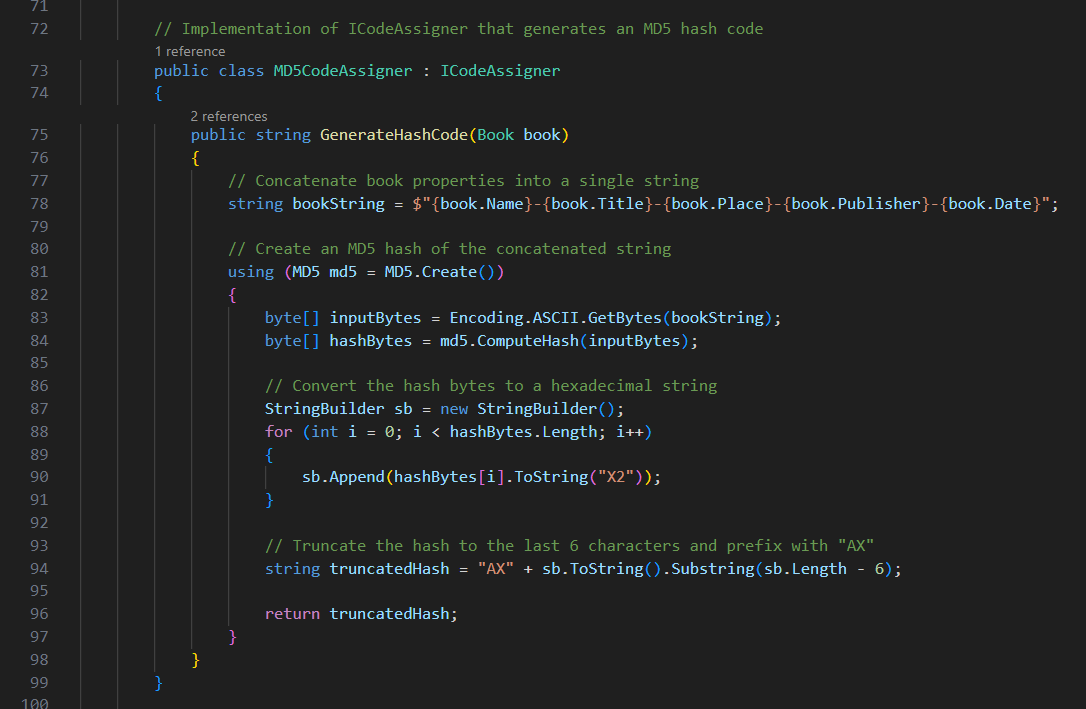 71
72 // Implementation of ICodeAssigner that generates an MD5 hash code
1 reference
73 public class MD5CodeAssigner : ICodeAssigner
74 {
2 references
75 public string GenerateHashCode(Book book)
76 {
77 // Concatenate book properties into a single string
78 string bookString = $"{book.Name}-{book.Title}-{book.Place}-{book.Publisher}-{book.Date}";
79
80 // Create an MD5 hash of the concatenated string
81 using (MD5 md5 = MD5.Create())
82 {
83 byte[] inputBytes = Encoding.ASCII.GetBytes(bookString);
84 byte[] hashBytes = md5.ComputeHash(inputBytes);
85
86 // Convert the hash bytes to a hexadecimal string
87 StringBuilder sb = new StringBuilder();
88 for (int i = 0; i < hashBytes.Length; i++)
89 {
90 sb.Append(hashBytes[i].ToString("X2"));
91 }
92
93 // Truncate the hash to the last 6 characters and prefix with "AX"
94 string truncatedHash = "AX" + sb.ToString().Substring(sb.Length - 6);
95
96 return truncatedHash;
97 }
98 }
99 }
100